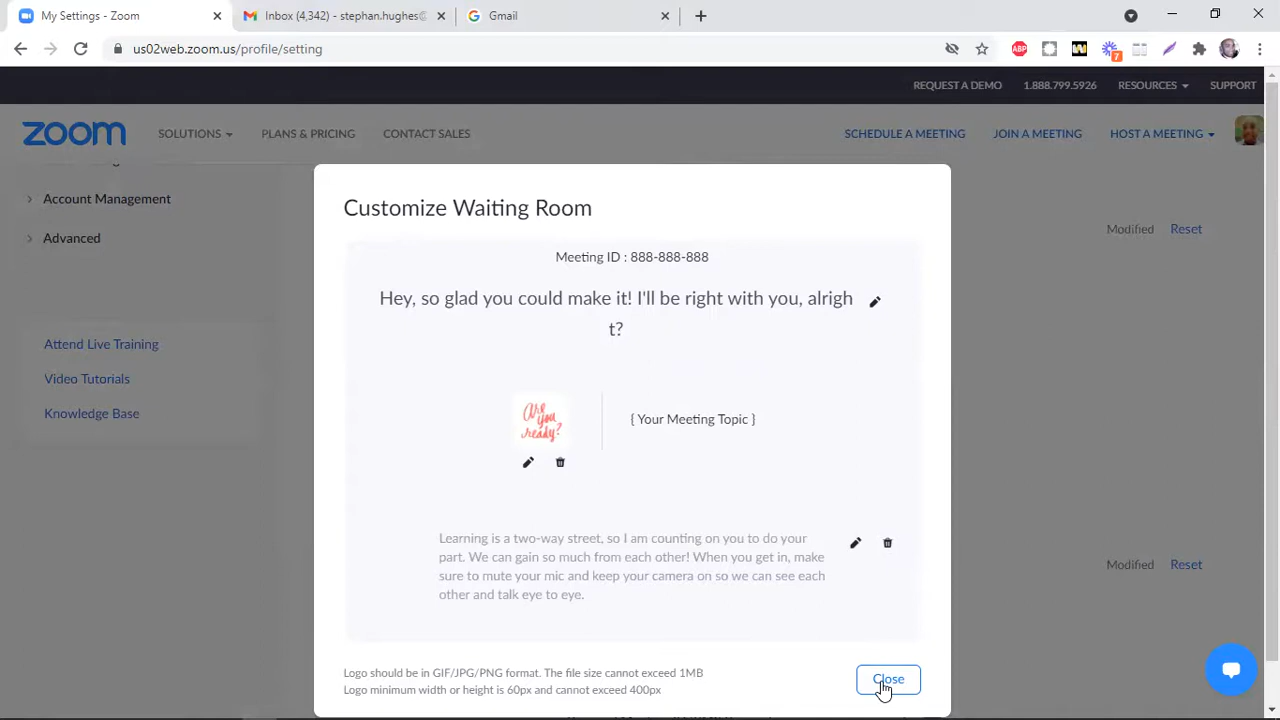 My Settings - Zoom
Inbox (4,342) - stephan.hughes@
Gmail
us02web.zoom.us/profile/setting
ABP
7
REQUEST A DEMO 1.888.799.5926 RESOURCES SUPPORT
zoom SOLUTIONS PLANS & PRICING CONTACT SALES SCHEDULE A MEETING JOIN A MEETING HOST A MEETING
Account Management
Advanced
Attend Live Training
Video Tutorials
Knowledge Base
Modified Reset
Customize Waiting Room
Meeting ID : 888-888-888
Hey, so glad you could make it! I'll be right with you, alrigh
t?
Are
you
ready?
{ Your Meeting Topic }
Learning is a two-way street, so I am counting on you to do your
part. We can gain so much from each other! When you get in, make
sure to mute your mic and keep your camera on so we can see each
other and talk eye to eye.
Modified Reset
Logo should be in GIF/JPG/PNG format. The file size cannot exceed 1MB
Logo minimum width or height is 60px and cannot exceed 400px
Close